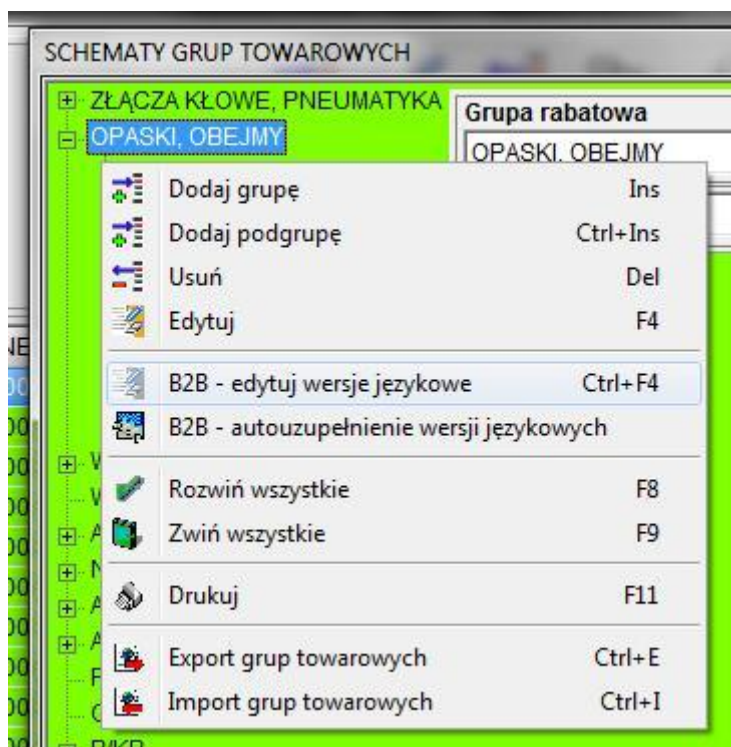 SCHEMATY GRUP TOWAROWYCH
ZŁĄCZA KŁOWE, PNEUMATYKA
Grupa rabatowa
OPASKI, OBEJMY
OPASKI, OBEJMY
Dodaj grupę Ins
Dodaj podgrupę Ctrl+Ins
Usuń Del
Edytuj F4
B2B - edytuj wersje językowe Ctrl+F4
B2B - autouzupełnienie wersji językowych
Rozwiń wszystkie F8
Zwiń wszystkie F9
Drukuj F11
Export grup towarowych Ctrl+E
Import grup towarowych Ctrl+I